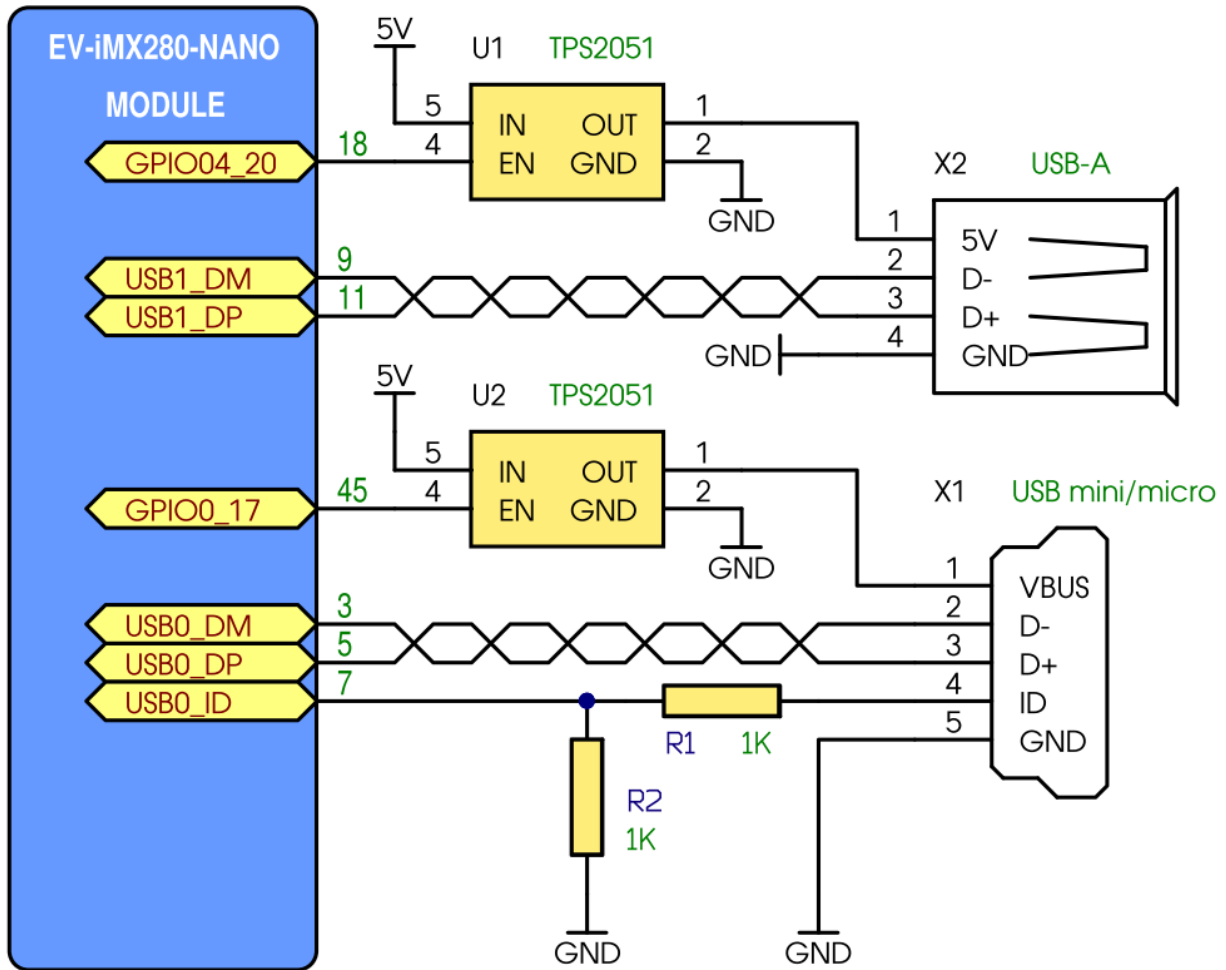 EV-iMX280-NANO
MODULE
5V
U1 TPS2051
5 IN OUT 1
GPIO04_20 18 4 EN GND 2
GND
X2 USB-A
USB1_DM 9
USB1_DP 11
1 5V
2 D-
3 D+
GND 4 GND
5V
U2 TPS2051
5 IN OUT 1
GPIO0_17 45 4 EN GND 2
GND
X1 USB mini/micro
1 VBUS
USB0_DM 3 2 D-
USB0_DP 5 3 D+
USB0_ID 7 4 ID
R1 1K
5 GND
R2
1K
GND GND